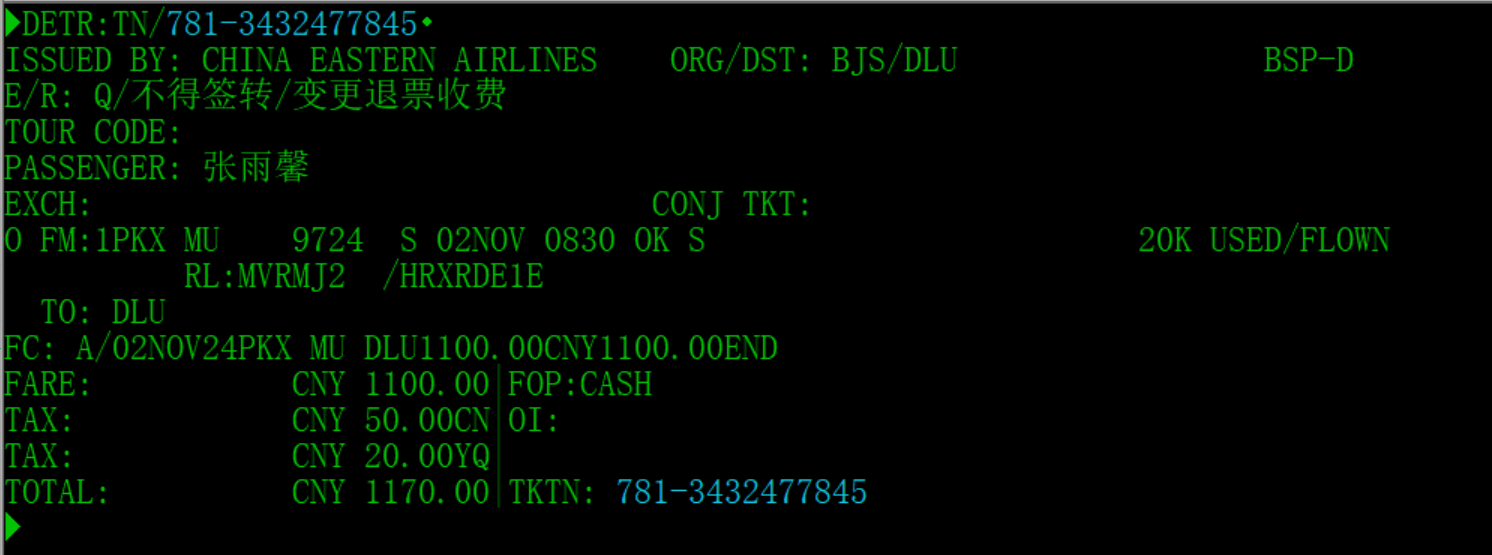 ▶DETR:TN/781-3432477845◆
ISSUED BY: CHINA EASTERN AIRLINES    ORG/DST: BJS/DLU                 BSP-D
E/R: Q/不得签转/变更退票收费
TOUR CODE:
PASSENGER: 张雨馨
EXCH:                               CONJ TKT:
O FM:1PKX MU    9724  S 02NOV 0830 OK S                        20K USED/FLOWN
          RL:MVRMJ2  /HRXRDE1E
  TO: DLU
FC: A/02NOV24PKX MU DLU1100.00CNY1100.00END
FARE:           CNY 1100.00|FOP:CASH
TAX:            CNY 50.00CN|OI:
TAX:            CNY 20.00YQ|
TOTAL:          CNY 1170.00|TKTN: 781-3432477845
▶